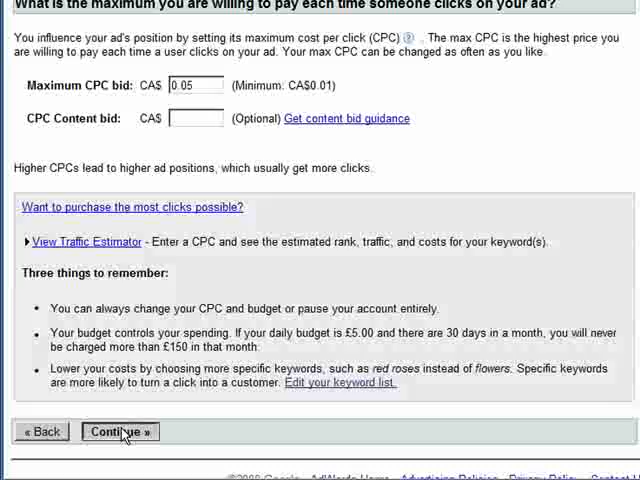 What is the maximum you are willing to pay each time someone clicks on your ad?
You influence your ad's position by setting its maximum cost per click (CPC) ? . The max CPC is the highest price you
are willing to pay each time a user clicks on your ad. Your max CPC can be changed as often as you like.
Maximum CPC bid: CA$ 0.05 (Minimum: CA$0.01)
CPC Content bid: CA$ (Optional) Get content bid guidance
Higher CPCs lead to higher ad positions, which usually get more clicks.
Want to purchase the most clicks possible?
View Traffic Estimator - Enter a CPC and see the estimated rank, traffic, and costs for your keyword(s).
Three things to remember:
• You can always change your CPC and budget or pause your account entirely.
• Your budget controls your spending. If your daily budget is £5.00 and there are 30 days in a month, you will never
be charged more than £150 in that month.
• Lower your costs by choosing more specific keywords, such as red roses instead of flowers. Specific keywords
are more likely to turn a click into a customer. Edit your keyword list.
« Back Continue »
Google AdWords Home Advertising Policies Privacy Policy Contact